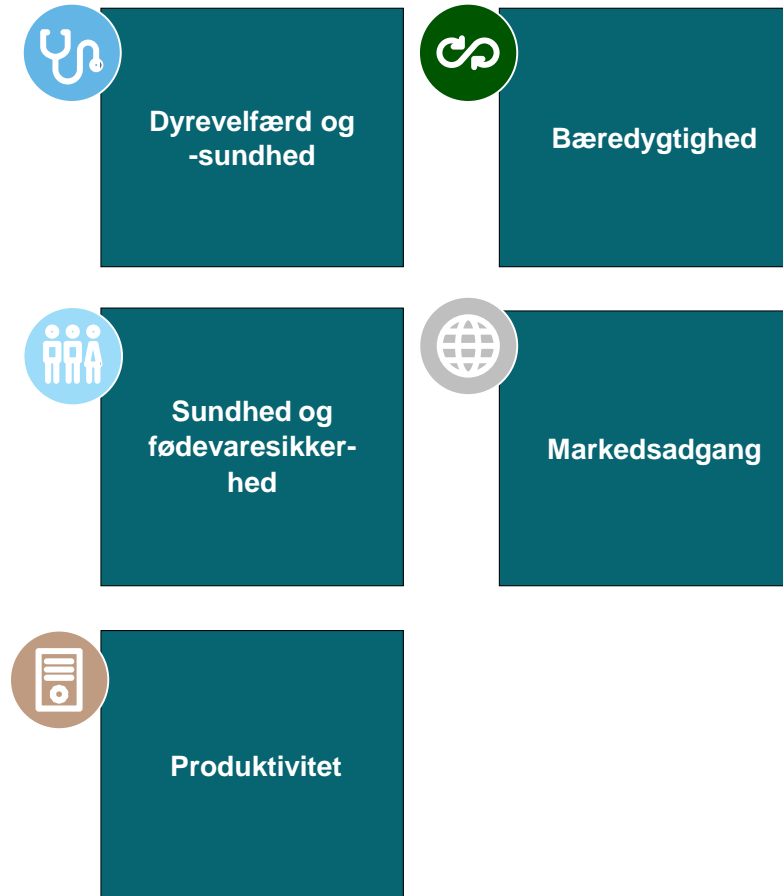 Dyrevelfærd og
-sundhed
Bæredygtighed
Sundhed og
fødevaresikker-
hed
Markedsadgang
Produktivitet